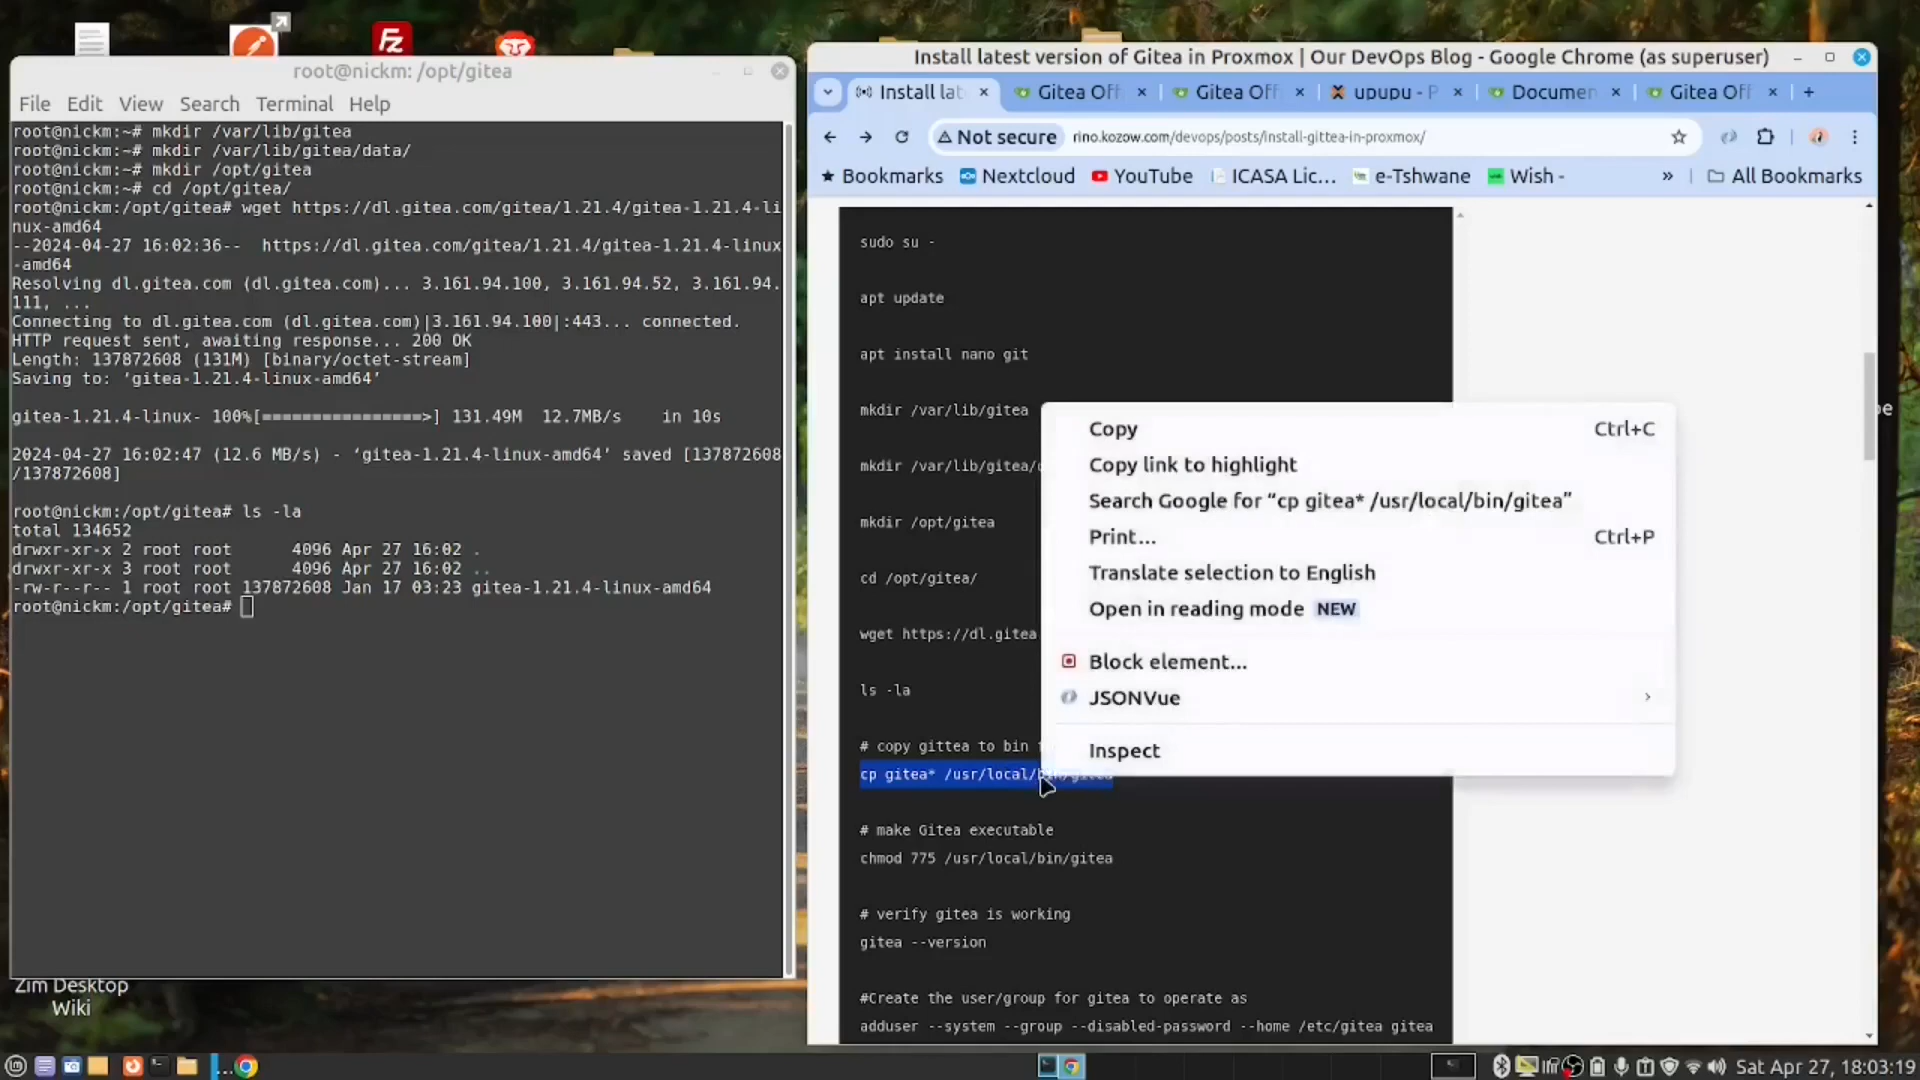 root@nickm: /opt/gitea
File Edit View Search Terminal Help
root@nickm:~# mkdir /var/lib/gitea
root@nickm:~# mkdir /var/lib/gitea/data/
root@nickm:~# mkdir /opt/gitea
root@nickm:~# cd /opt/gitea/
root@nickm:/opt/gitea# wget https://dl.gitea.com/gitea/1.21.4/gitea-1.21.4-li
nux-amd64
--2024-04-27 16:02:36--  https://dl.gitea.com/gitea/1.21.4/gitea-1.21.4-linux
-amd64
Resolving dl.gitea.com (dl.gitea.com)... 3.161.94.100, 3.161.94.52, 3.161.94.
111, ...
Connecting to dl.gitea.com (dl.gitea.com)|3.161.94.100|:443... connected.
HTTP request sent, awaiting response... 200 OK
Length: 137872608 (131M) [binary/octet-stream]
Saving to: ‘gitea-1.21.4-linux-amd64’
gitea-1.21.4-linux- 100%[================>] 131.49M  12.7MB/s    in 10s
2024-04-27 16:02:47 (12.6 MB/s) - ‘gitea-1.21.4-linux-amd64’ saved [137872608
/137872608]
root@nickm:/opt/gitea# ls -la
total 134652
drwxr-xr-x 2 root root      4096 Apr 27 16:02 .
drwxr-xr-x 3 root root      4096 Apr 27 16:02 ..
-rw-r--r-- 1 root root 137872608 Jan 17 03:23 gitea-1.21.4-linux-amd64
root@nickm:/opt/gitea#
Zim Desktop
Wiki
Install latest version of Gitea in Proxmox | Our DevOps Blog - Google Chrome (as superuser)
Install lat Gitea Off Gitea Off upupu - P Documen Gitea Off
Not secure rino.kozow.com/devops/posts/install-gittea-in-proxmox/
Bookmarks Nextcloud YouTube ICASA Lic... e-Tshwane Wish - » All Bookmarks
sudo su -
apt update
apt install nano git
mkdir /var/lib/gitea
mkdir /var/lib/gitea/
mkdir /opt/gitea
cd /opt/gitea/
wget https://dl.gitea
ls -la
# copy gittea to bin
cp gitea* /usr/local/bin/gitea
# make Gitea executable
chmod 775 /usr/local/bin/gitea
# verify gitea is working
gitea --version
#Create the user/group for gitea to operate as
adduser --system --group --disabled-password --home /etc/gitea gitea
Copy Ctrl+C
Copy link to highlight
Search Google for “cp gitea* /usr/local/bin/gitea”
Print... Ctrl+P
Translate selection to English
Open in reading mode NEW
Block element...
JSONVue
Inspect
Sat Apr 27, 18:03:19